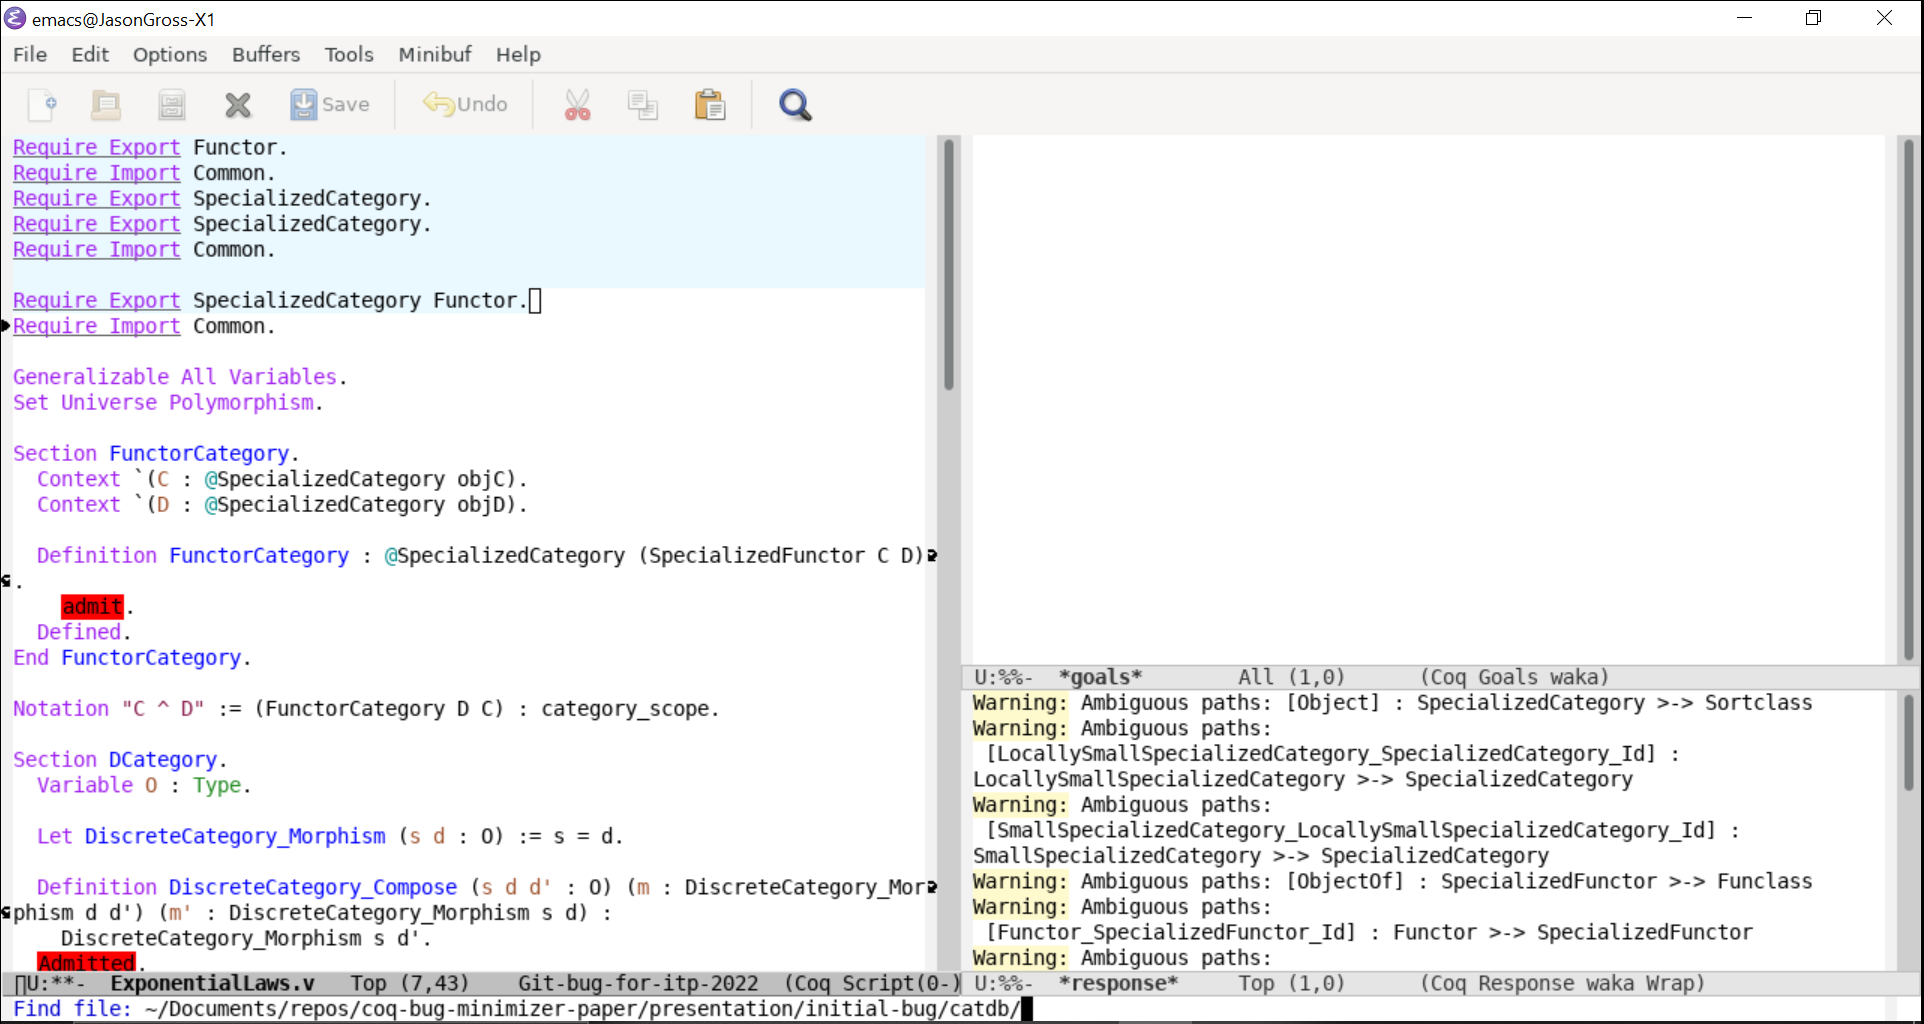 emacs@JasonGross-X1
File Edit Options Buffers Tools Minibuf Help
Save Undo
Require Export Functor.
Require Import Common.
Require Export SpecializedCategory.
Require Export SpecializedCategory.
Require Import Common.
Require Export SpecializedCategory Functor.
Require Import Common.
Generalizable All Variables.
Set Universe Polymorphism.
Section FunctorCategory.
Context `(C : @SpecializedCategory objC).
Context `(D : @SpecializedCategory objD).
Definition FunctorCategory : @SpecializedCategory (SpecializedFunctor C D)
.
admit.
Defined.
End FunctorCategory.
Notation "C ^ D" := (FunctorCategory D C) : category_scope.
Section DCategory.
Variable O : Type.
Let DiscreteCategory_Morphism (s d : O) := s = d.
Definition DiscreteCategory_Compose (s d d' : O) (m : DiscreteCategory_Mor
phism d d') (m' : DiscreteCategory_Morphism s d) :
DiscreteCategory_Morphism s d'.
Admitted.
U:**- ExponentialLaws.v Top (7,43) Git-bug-for-itp-2022 (Coq Script(0-)
U:%%- *goals* All (1,0) (Coq Goals waka)
Warning: Ambiguous paths: [Object] : SpecializedCategory >-> Sortclass
Warning: Ambiguous paths:
[LocallySmallSpecializedCategory_SpecializedCategory_Id] :
LocallySmallSpecializedCategory >-> SpecializedCategory
Warning: Ambiguous paths:
[SmallSpecializedCategory_LocallySmallSpecializedCategory_Id] :
SmallSpecializedCategory >-> SpecializedCategory
Warning: Ambiguous paths: [ObjectOf] : SpecializedFunctor >-> Funclass
Warning: Ambiguous paths:
[Functor_SpecializedFunctor_Id] : Functor >-> SpecializedFunctor
Warning: Ambiguous paths:
U:%%- *response* Top (1,0) (Coq Response waka Wrap)
Find file: ~/Documents/repos/coq-bug-minimizer-paper/presentation/initial-bug/catdb/